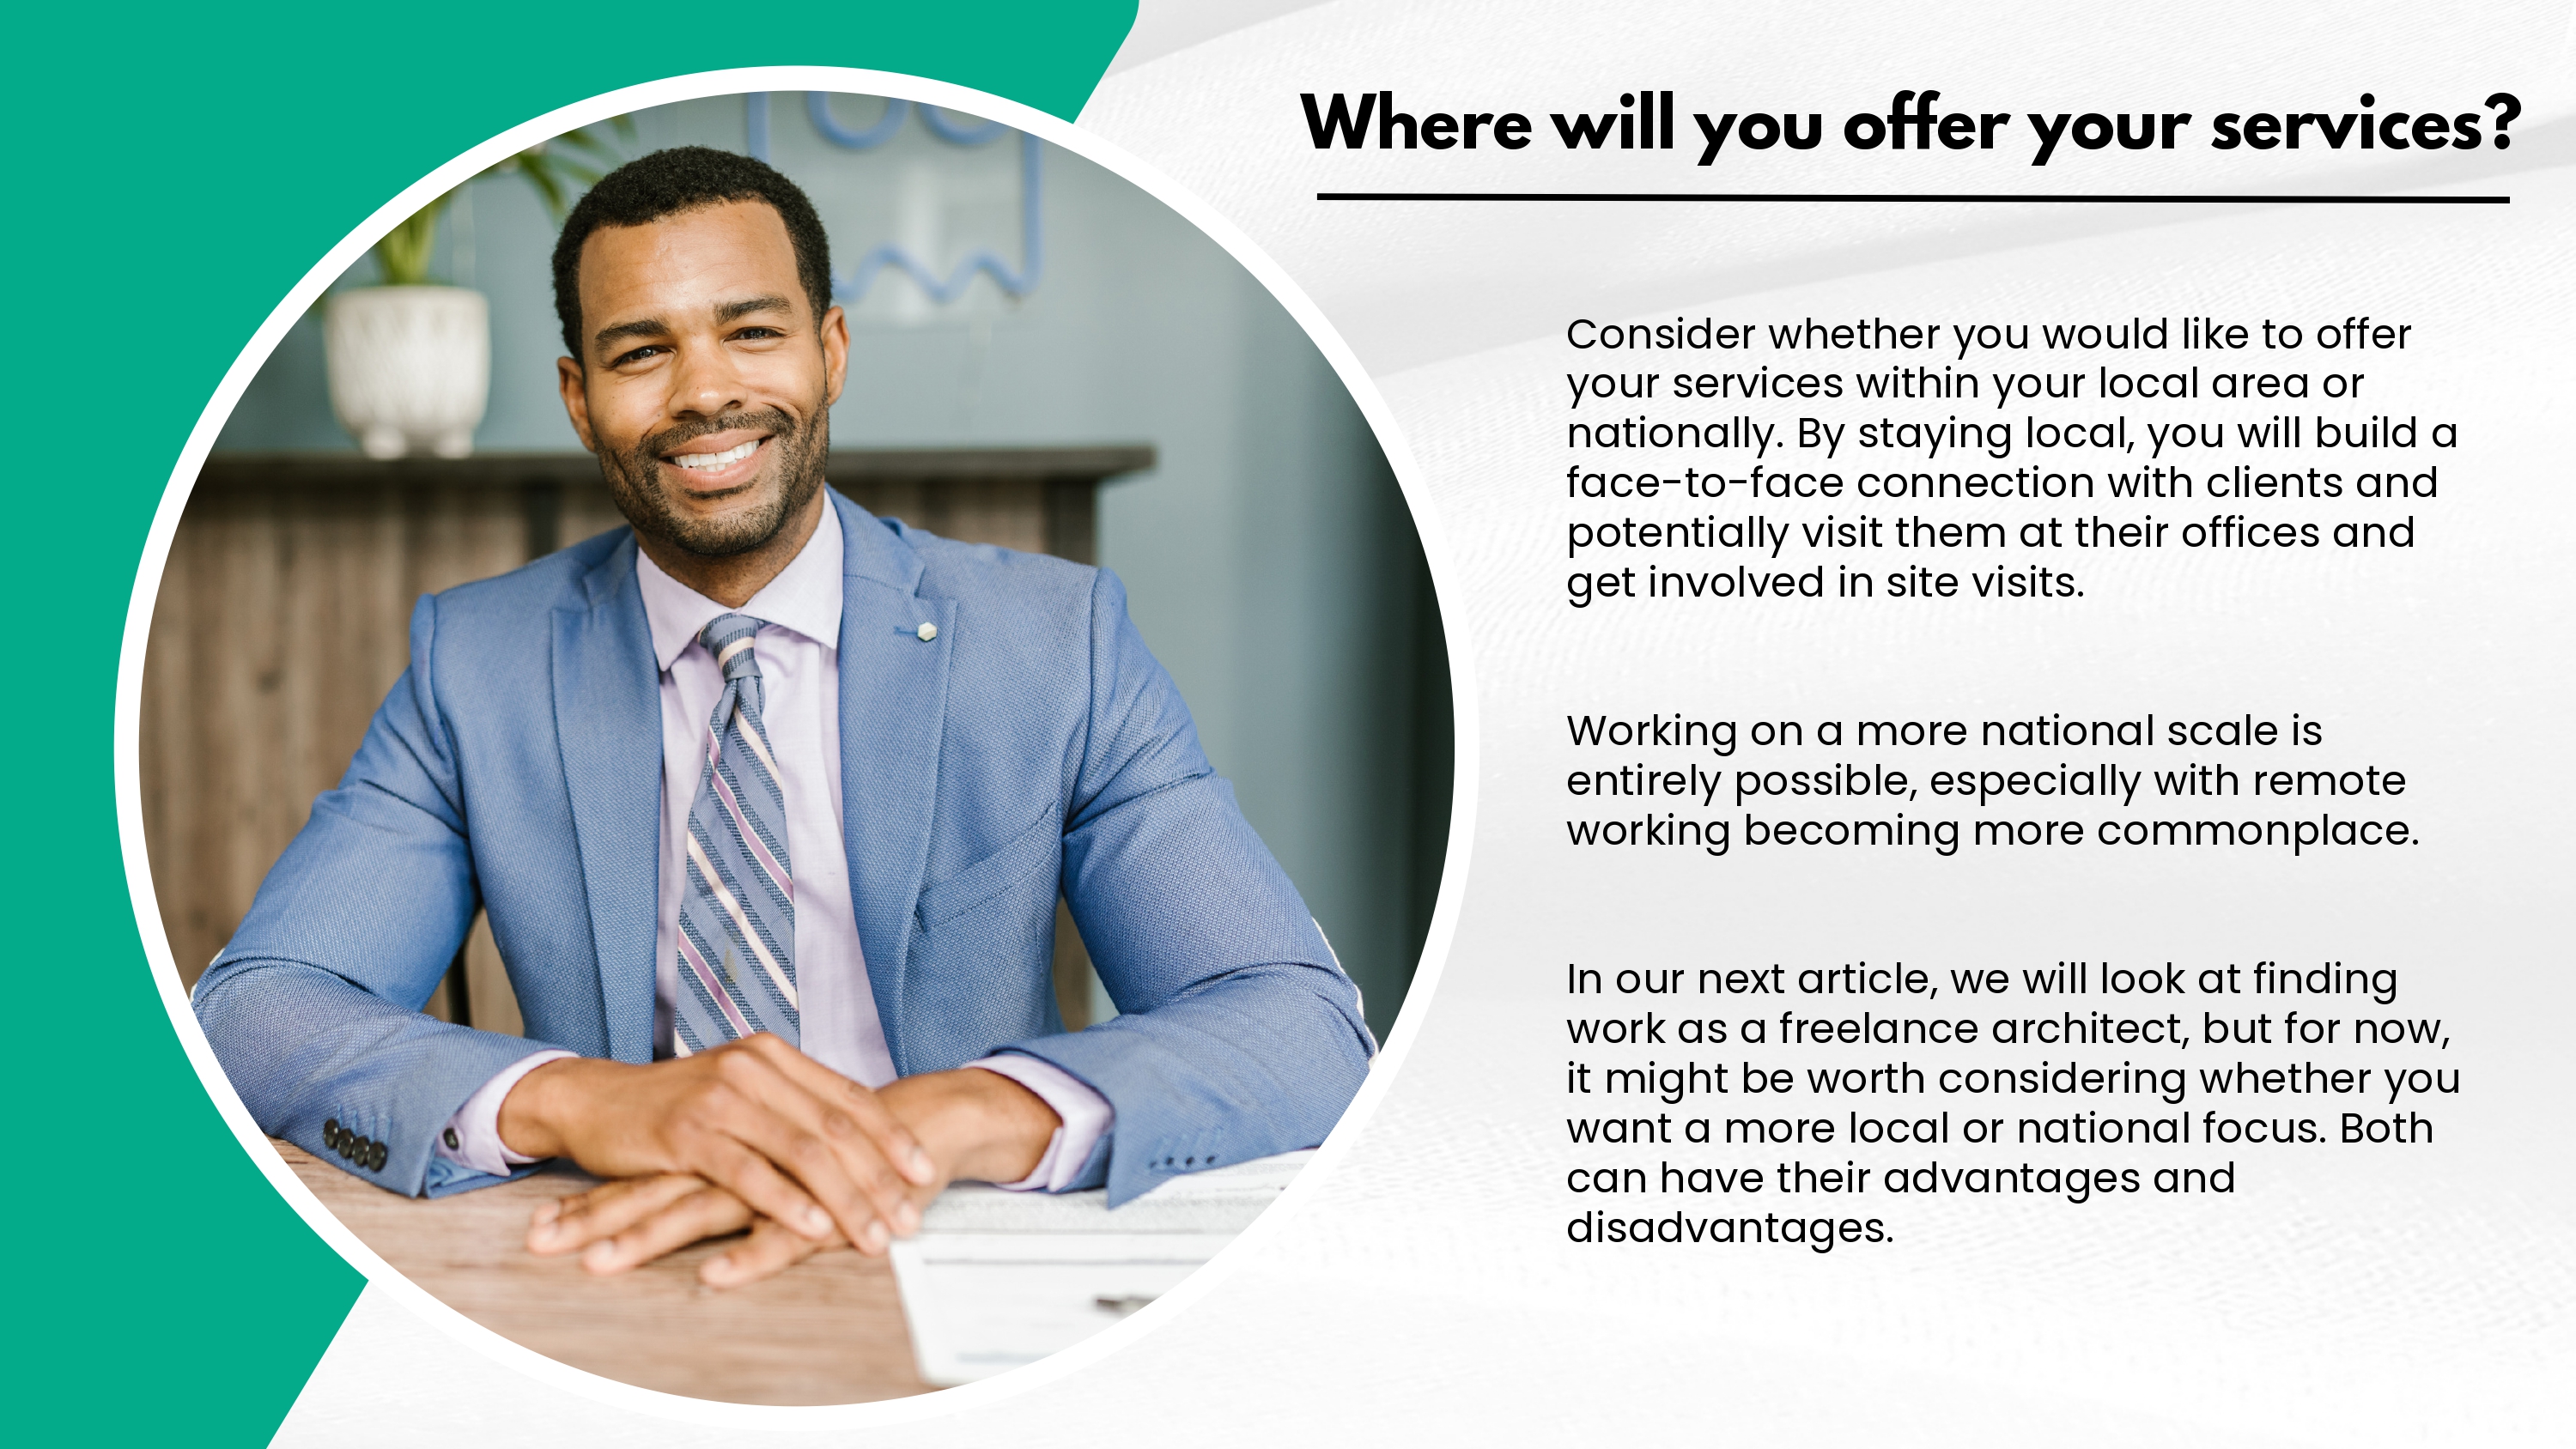 Where will you offer your services?
Consider whether you would like to offer
your services within your local area or
nationally. By staying local, you will build a
face-to-face connection with clients and
potentially visit them at their offices and
get involved in site visits.
Working on a more national scale is
entirely possible, especially with remote
working becoming more commonplace.
In our next article, we will look at finding
work as a freelance architect, but for now,
it might be worth considering whether you
want a more local or national focus. Both
can have their advantages and
disadvantages.